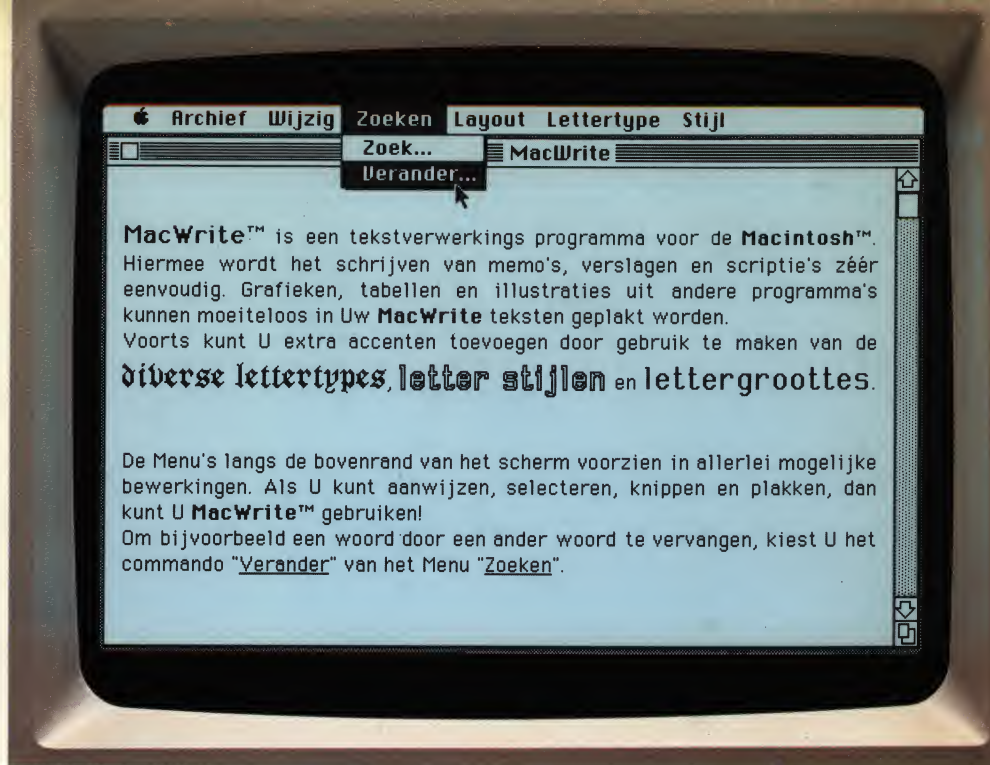 Archief Wijzig Zoeken Layout Lettertype Stijl
Zoek...
MacWrite
Verander...
MacWrite™ is een tekstverwerkings programma voor de Macintosh™.
Hiermee wordt het schrijven van memo's, verslagen en scriptie's zéér
eenvoudig. Grafieken, tabellen en illustraties uit andere programma's
kunnen moeiteloos in Uw MacWrite teksten geplakt worden.
Voorts kunt U extra accenten toevoegen door gebruik te maken van de
diverse lettertypes, letter stijlen en lettergroottes.
De Menu's langs de bovenrand van het scherm voorzien in allerlei mogelijke
bewerkingen. Als U kunt aanwijzen, selecteren, knippen en plakken, dan
kunt U MacWrite™ gebruiken!
Om bijvoorbeeld een woord door een ander woord te vervangen, kiest U het
commando "Verander" van het Menu "Zoeken".